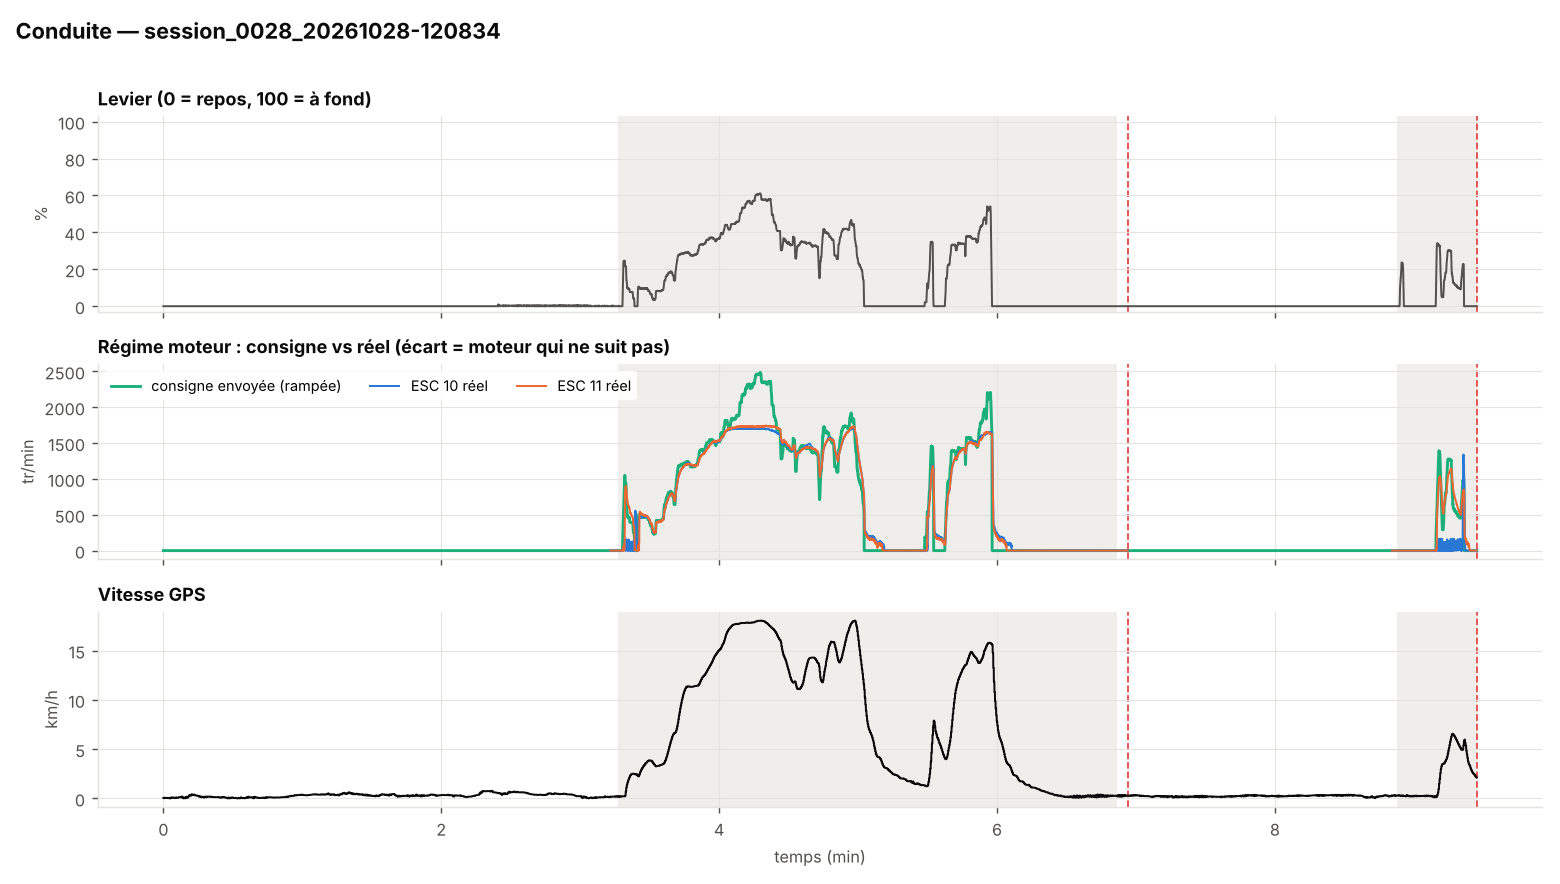 Conduite — session_0028_20261028-120834
Levier (0 = repos, 100 = à fond)
100
80
60
40
20
0
%
Régime moteur : consigne vs réel (écart = moteur qui ne suit pas)
consigne envoyée (rampée) ESC 10 réel ESC 11 réel
2500
2000
1500
1000
500
0
tr/min
Vitesse GPS
15
10
5
0
km/h
0 2 4 6 8
temps (min)